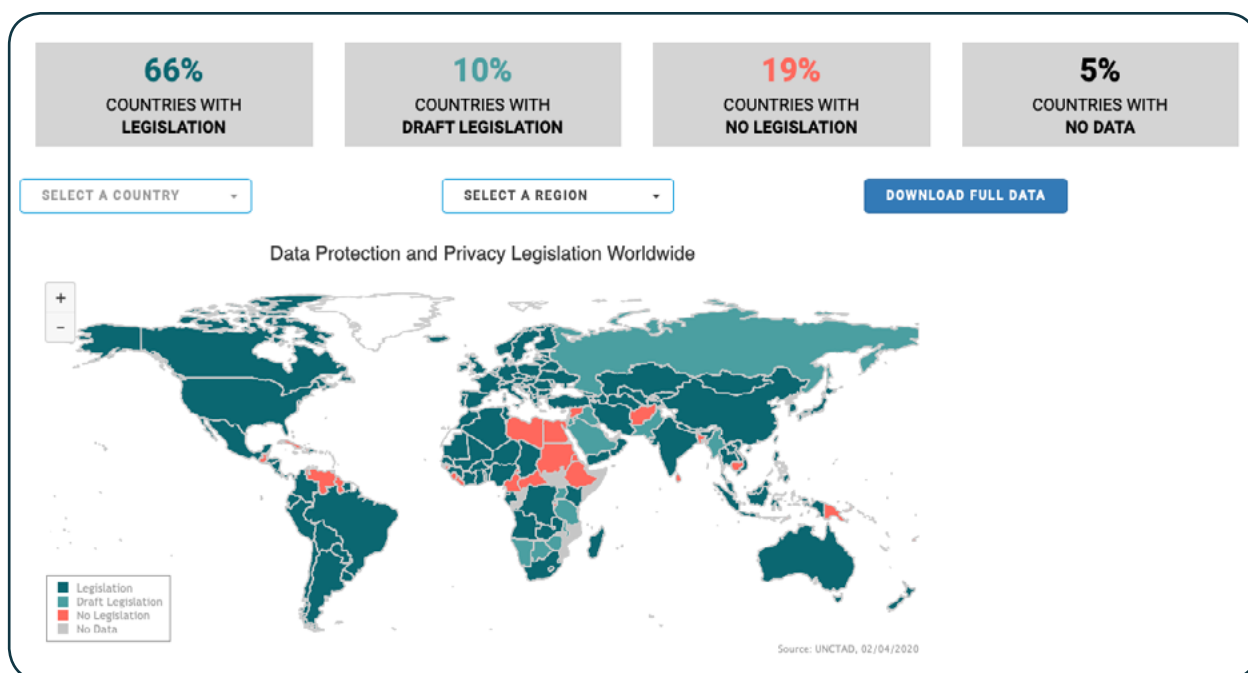 66%
COUNTRIES WITH
LEGISLATION
10%
COUNTRIES WITH
DRAFT LEGISLATION
19%
COUNTRIES WITH
NO LEGISLATION
5%
COUNTRIES WITH
NO DATA
SELECT A COUNTRY
SELECT A REGION
DOWNLOAD FULL DATA
Data Protection and Privacy Legislation Worldwide
+
−
Legislation
Draft Legislation
No Legislation
No Data
Source: UNCTAD, 02/04/2020